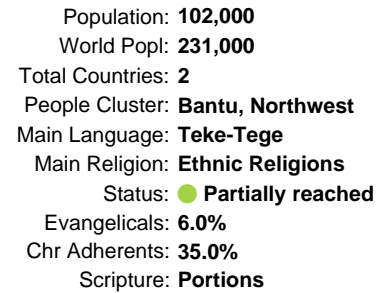 Population: 102,000
World Popl: 231,000
Total Countries: 2
People Cluster: Bantu, Northwest
Main Language: Teke-Tege
Main Religion: Ethnic Religions
Status: Partially reached
Evangelicals: 6.0%
Chr Adherents: 35.0%
Scripture: Portions